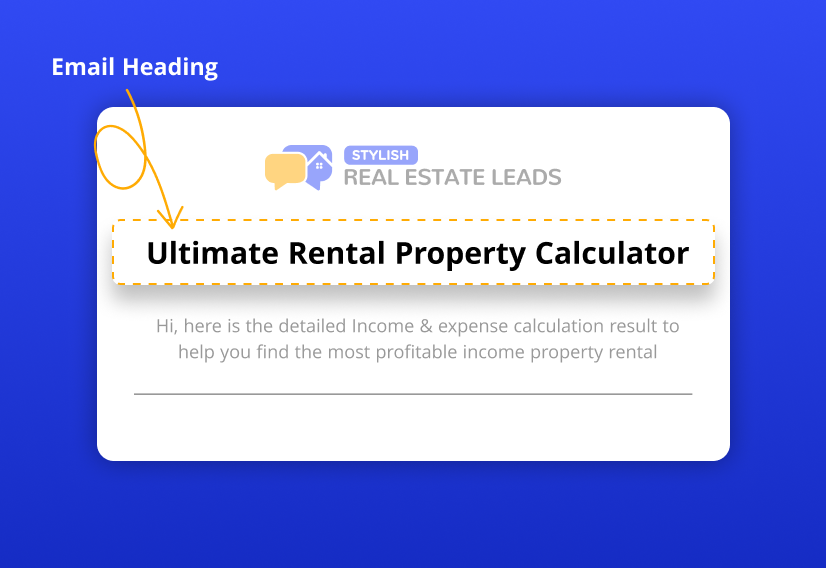 Email Heading
STYLISH
REAL ESTATE LEADS
Ultimate Rental Property Calculator
Hi, here is the detailed Income & expense calculation result to
help you find the most profitable income property rental